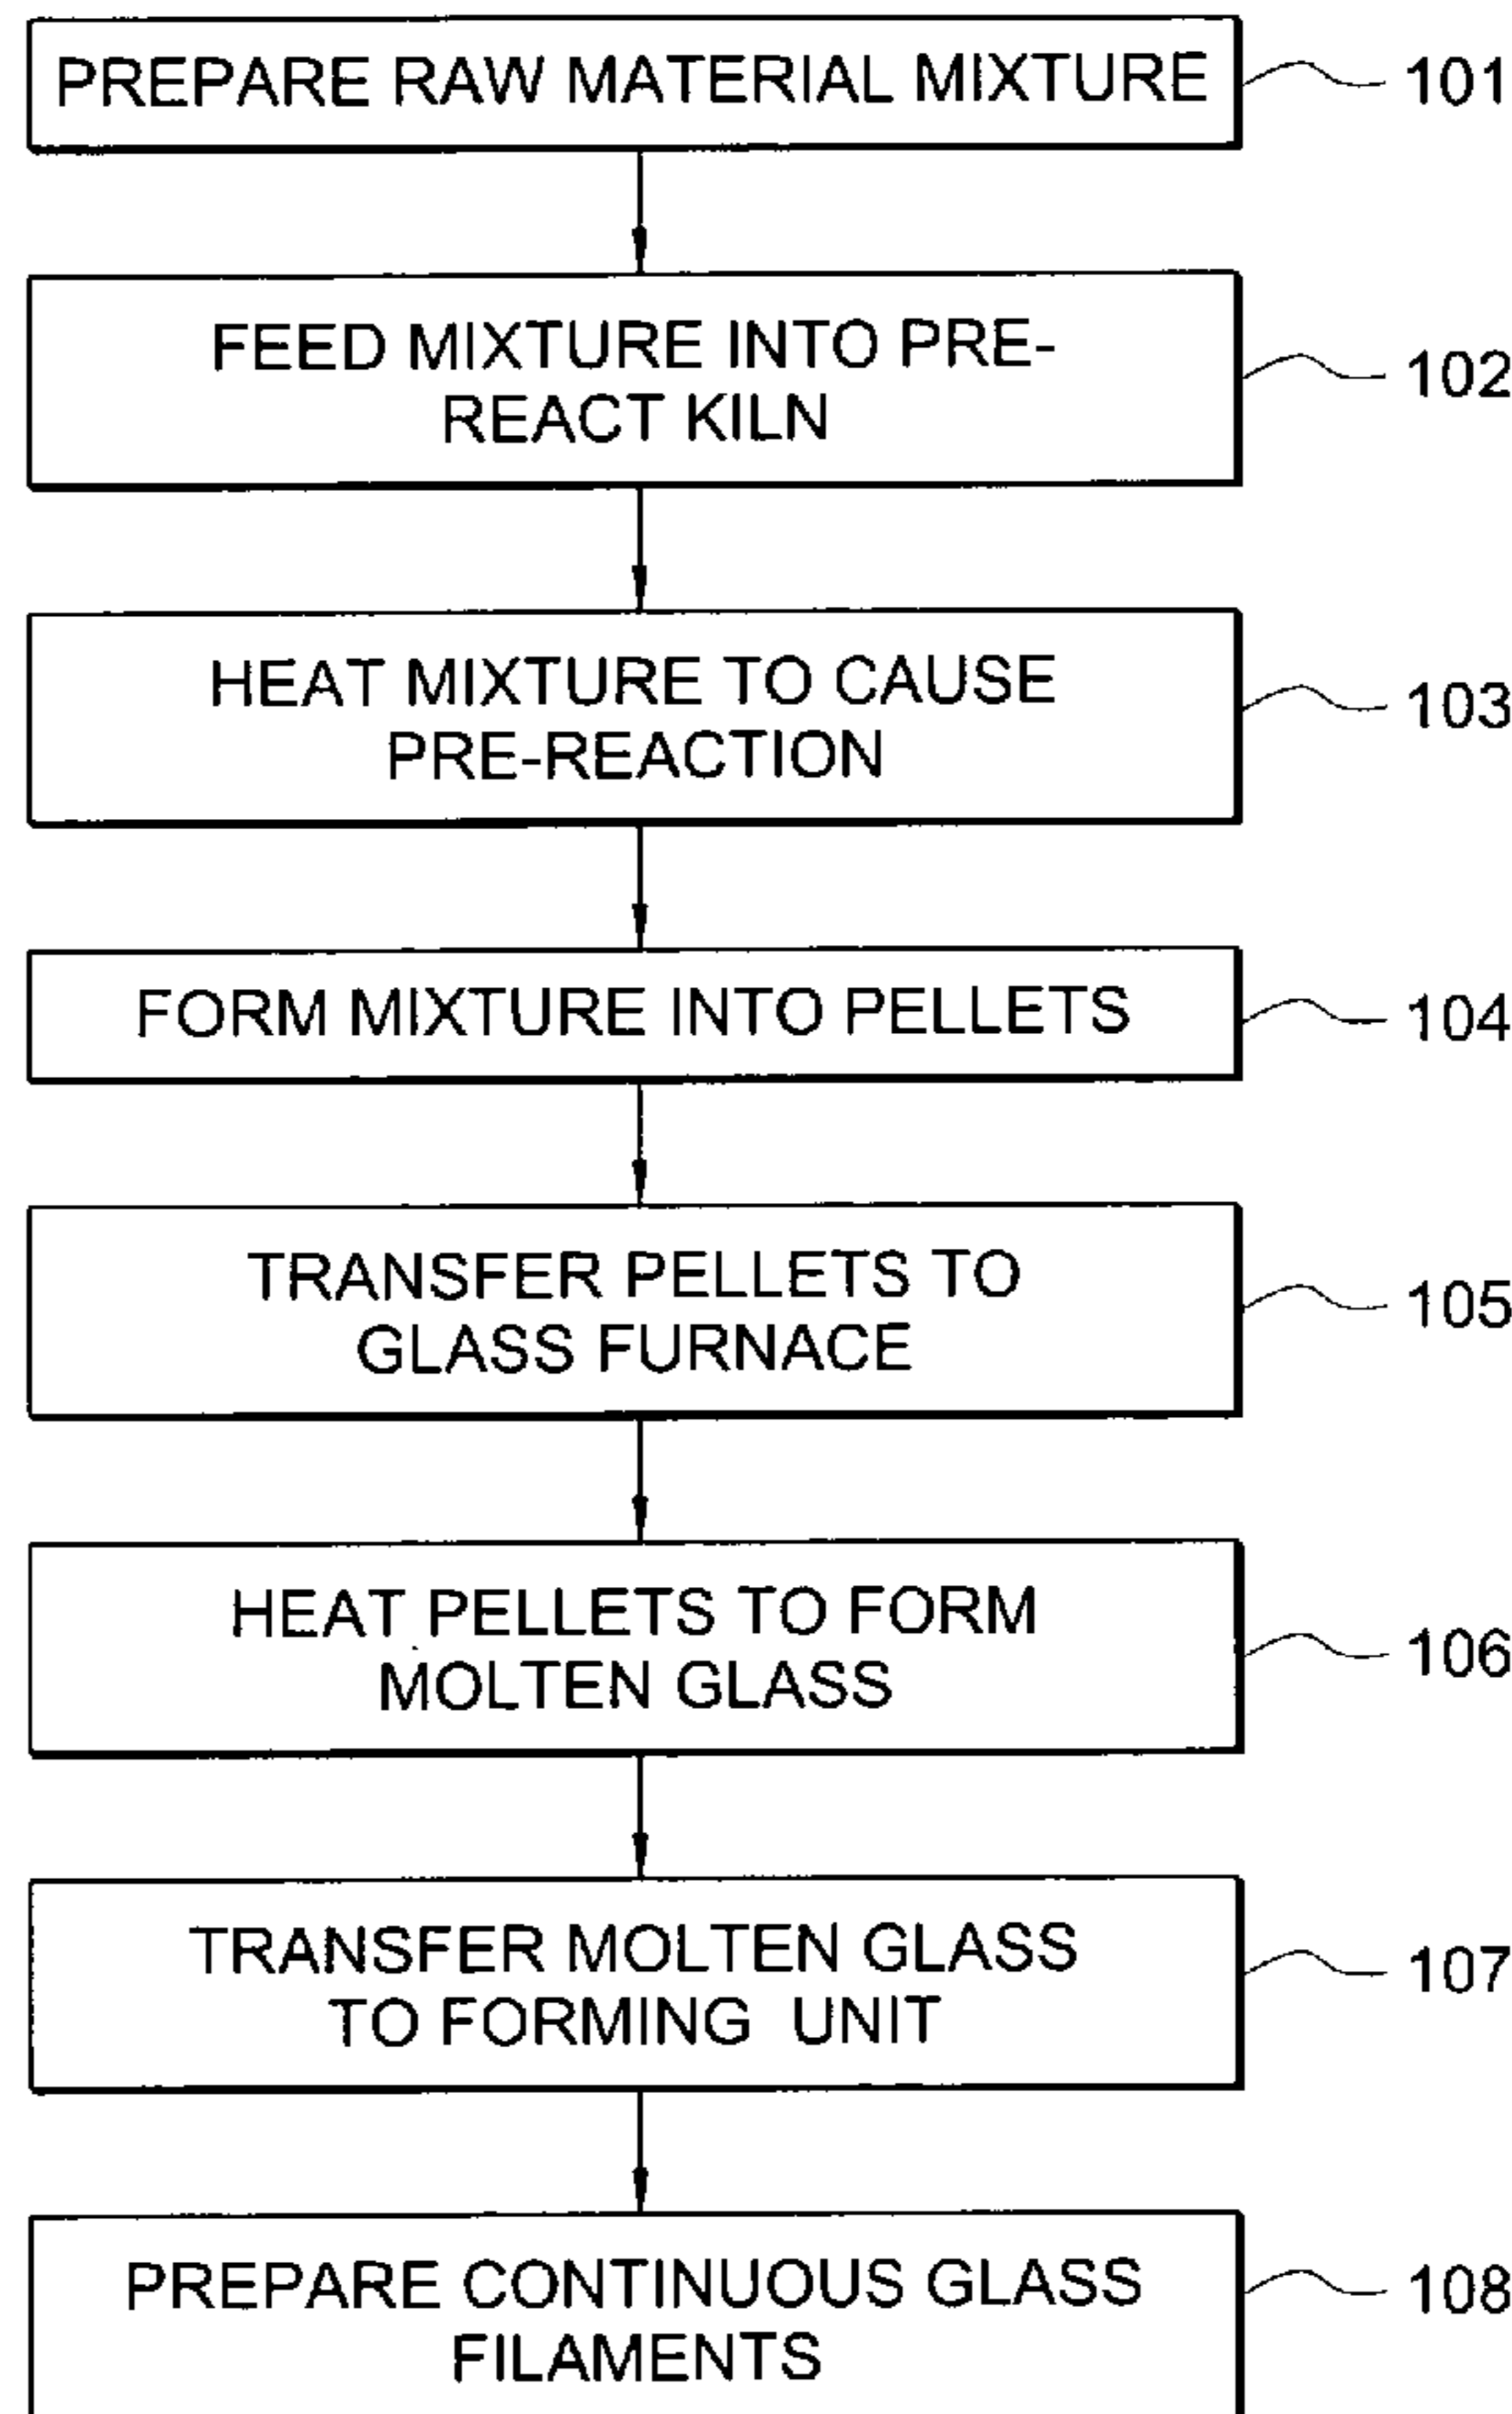 PREPARE RAW MATERIAL MIXTURE
101
FEED MIXTURE INTO PRE-
REACT KILN
102
HEAT MIXTURE TO CAUSE
PRE-REACTION
103
FORM MIXTURE INTO PELLETS
104
TRANSFER PELLETS TO
GLASS FURNACE
105
HEAT PELLETS TO FORM
MOLTEN GLASS
106
TRANSFER MOLTEN GLASS
TO FORMING UNIT
107
PREPARE CONTINUOUS GLASS
FILAMENTS
108